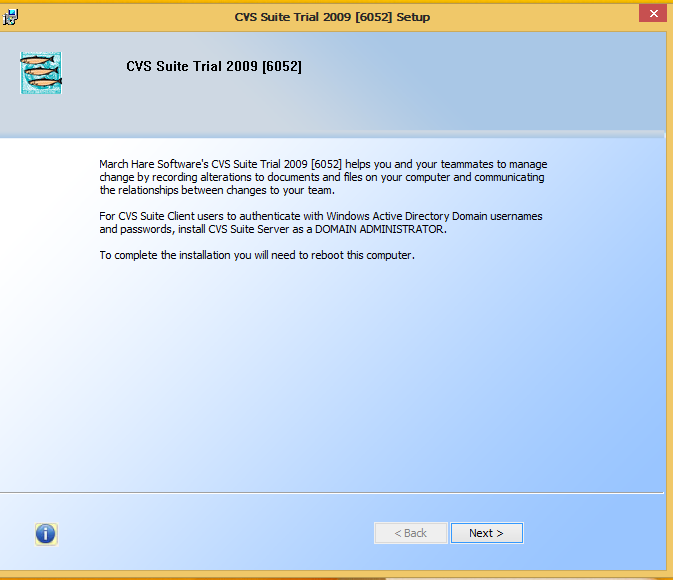 CVS Suite Trial 2009 [6052] Setup
CVS Suite Trial 2009 [6052]
March Hare Software's CVS Suite Trial 2009 [6052] helps you and your teammates to manage
change by recording alterations to documents and files on your computer and communicating
the relationships between changes to your team.
For CVS Suite Client users to authenticate with Windows Active Directory Domain usernames
and passwords, install CVS Suite Server as a DOMAIN ADMINISTRATOR.
To complete the installation you will need to reboot this computer.
< Back
Next >